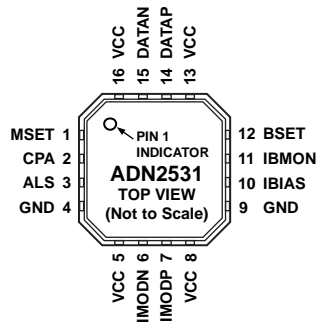 16 VCC
15 DATAN
14 DATAP
13 VCC
MSET 1
CPA 2
ALS 3
GND 4
PIN 1
INDICATOR
ADN2531
TOP VIEW
(Not to Scale)
12 BSET
11 IBMON
10 IBIAS
9 GND
VCC 5
IMODN 6
IMODP 7
VCC 8